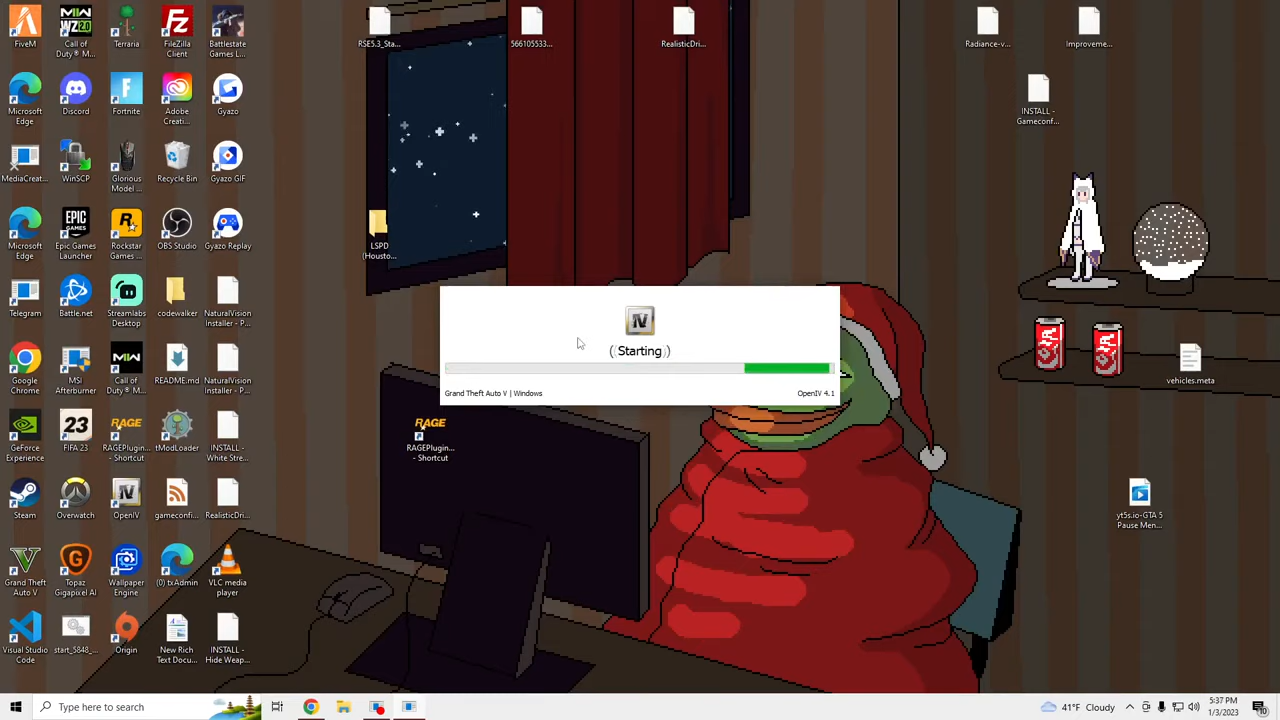 FiveM
Call of
Duty® M...
Terraria
FileZilla
Client
Battlestate
Games L...
RSE5.3_Sta...
566105533...
RealisticDri...
Radiance-v...
Improveme...
Microsoft
Edge
Discord
Fortnite
Adobe
Creati...
Gyazo
INSTALL -
Gameconf...
MediaCreat...
WinSCP
Glorious
Model ...
Recycle Bin
Gyazo GIF
Microsoft
Edge
Epic Games
Launcher
Rockstar
Games ...
OBS Studio
Gyazo Replay
LSPD
(Housto...
Telegram
Battle.net
Streamlabs
Desktop
codewalker
NaturalVision
Installer - P...
(Starting)
Grand Theft Auto V | Windows
OpenIV 4.1
Google
Chrome
MSI
Afterburner
Call of
Duty® M...
README.md
NaturalVision
Installer - P...
vehicles.meta
GeForce
Experience
FIFA 23
RAGEPlugin...
- Shortcut
tModLoader
INSTALL -
White Stre...
RAGE
RAGEPlugin...
- Shortcut
Steam
Overwatch
OpenIV
gameconfi...
RealisticDri...
yt5s.io-GTA 5
Pause Men...
Grand Theft
Auto V
Topaz
Gigapixel AI
Wallpaper
Engine
(0) txAdmin
VLC media
player
Visual Studio
Code
start_5848_...
Origin
New Rich
Text Docu...
INSTALL -
Hide Weap...
Type here to search
41°F Cloudy
5:37 PM
1/3/2023